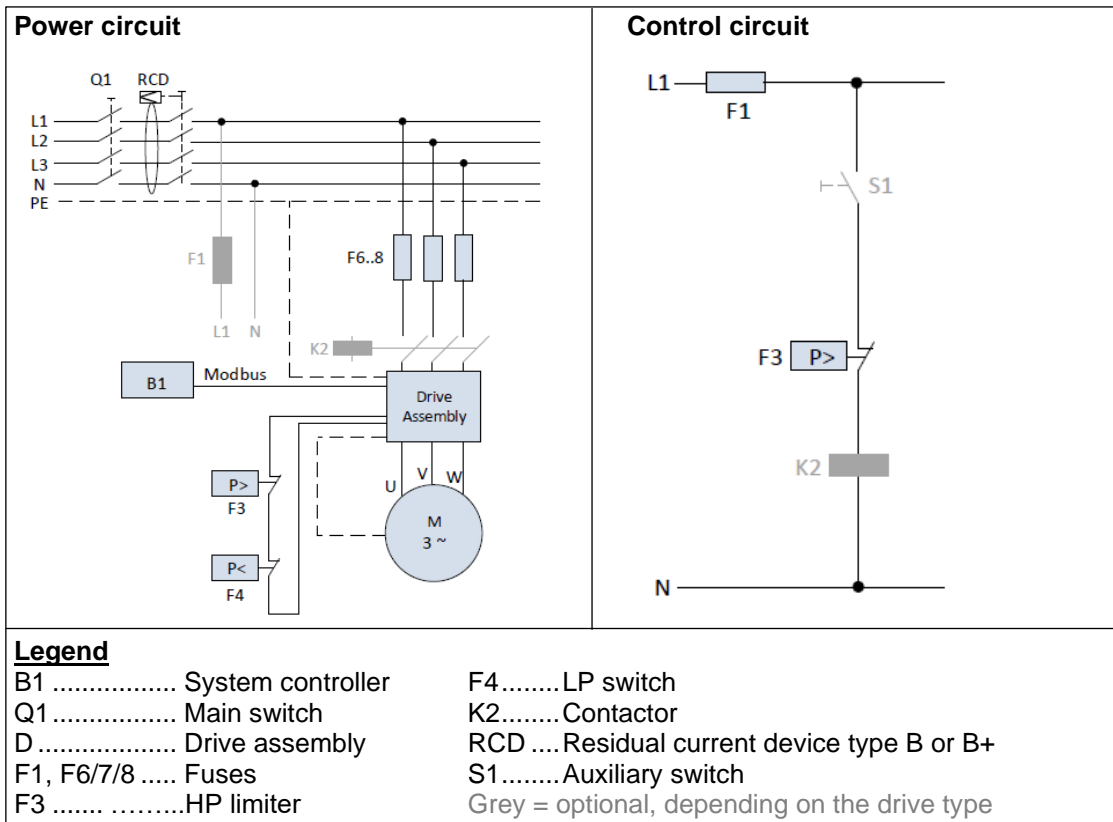 Power circuit
Q1 RCD
L1
L2
L3
N
PE
F1
F6..8
L1 N
K2
B1
Modbus
Drive
Assembly
P>
F3
U V W
M
3 ~
P<
F4
Control circuit
L1
F1
S1
F3 P>
K2
N
Legend
B1 ................. System controller
Q1 ................. Main switch
D ................... Drive assembly
F1, F6/7/8 ..... Fuses
F3 ....... .........HP limiter
F4........LP switch
K2........Contactor
RCD ....Residual current device type B or B+
S1........Auxiliary switch
Grey = optional, depending on the drive type